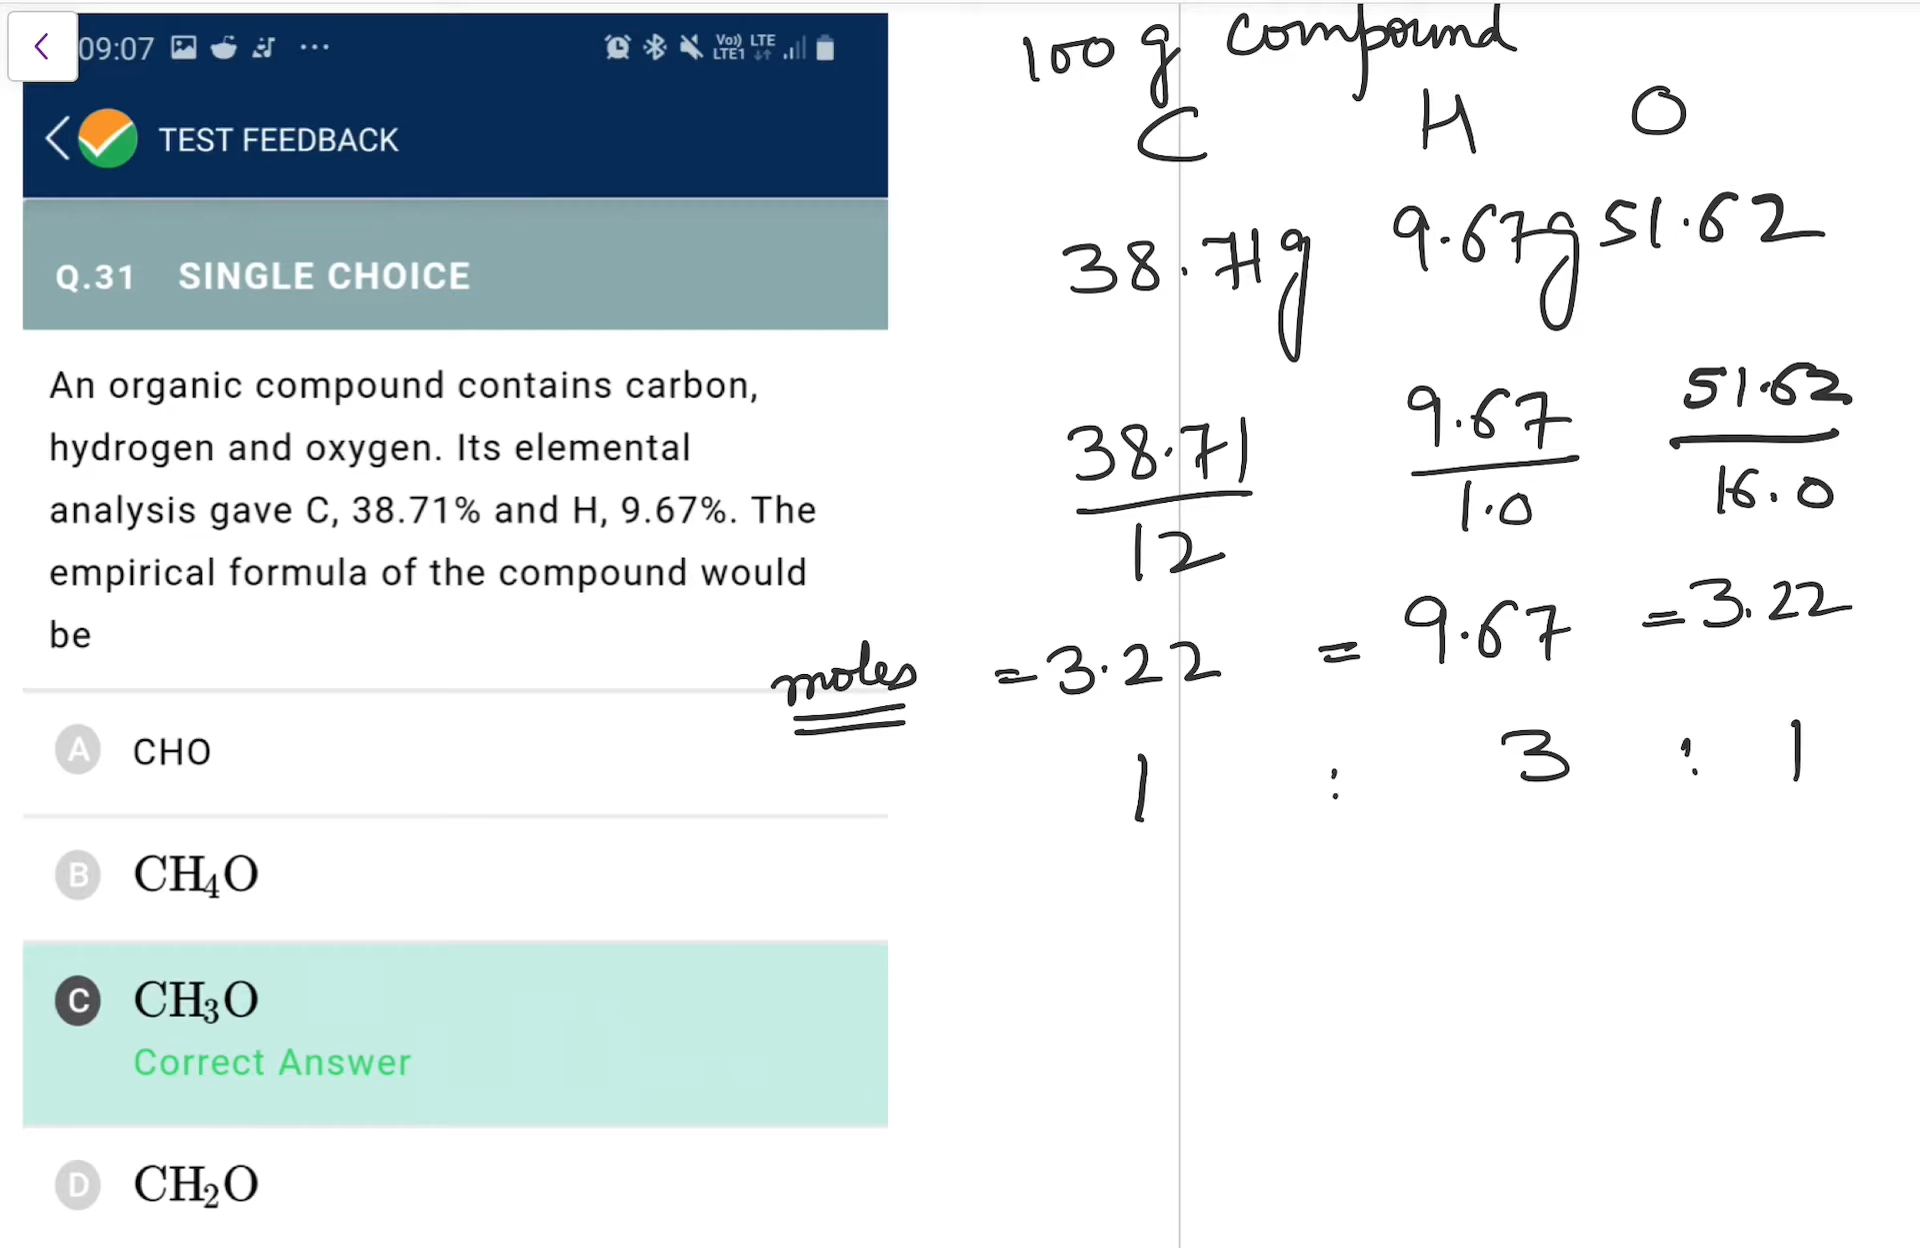 09:07
Vo)) LTE
LTE1
TEST FEEDBACK
Q.31 SINGLE CHOICE
An organic compound contains carbon,
hydrogen and oxygen. Its elemental
analysis gave C, 38.71% and H, 9.67%. The
empirical formula of the compound would
be
A CHO
B CH₄O
C CH₃O
Correct Answer
D CH₂O
100 g compound
C H O
38.71g 9.67g 51.62
38.71/12 9.67/1.0 51.62/16.0
moles =3.22 = 9.67 =3.22
1 : 3 : 1